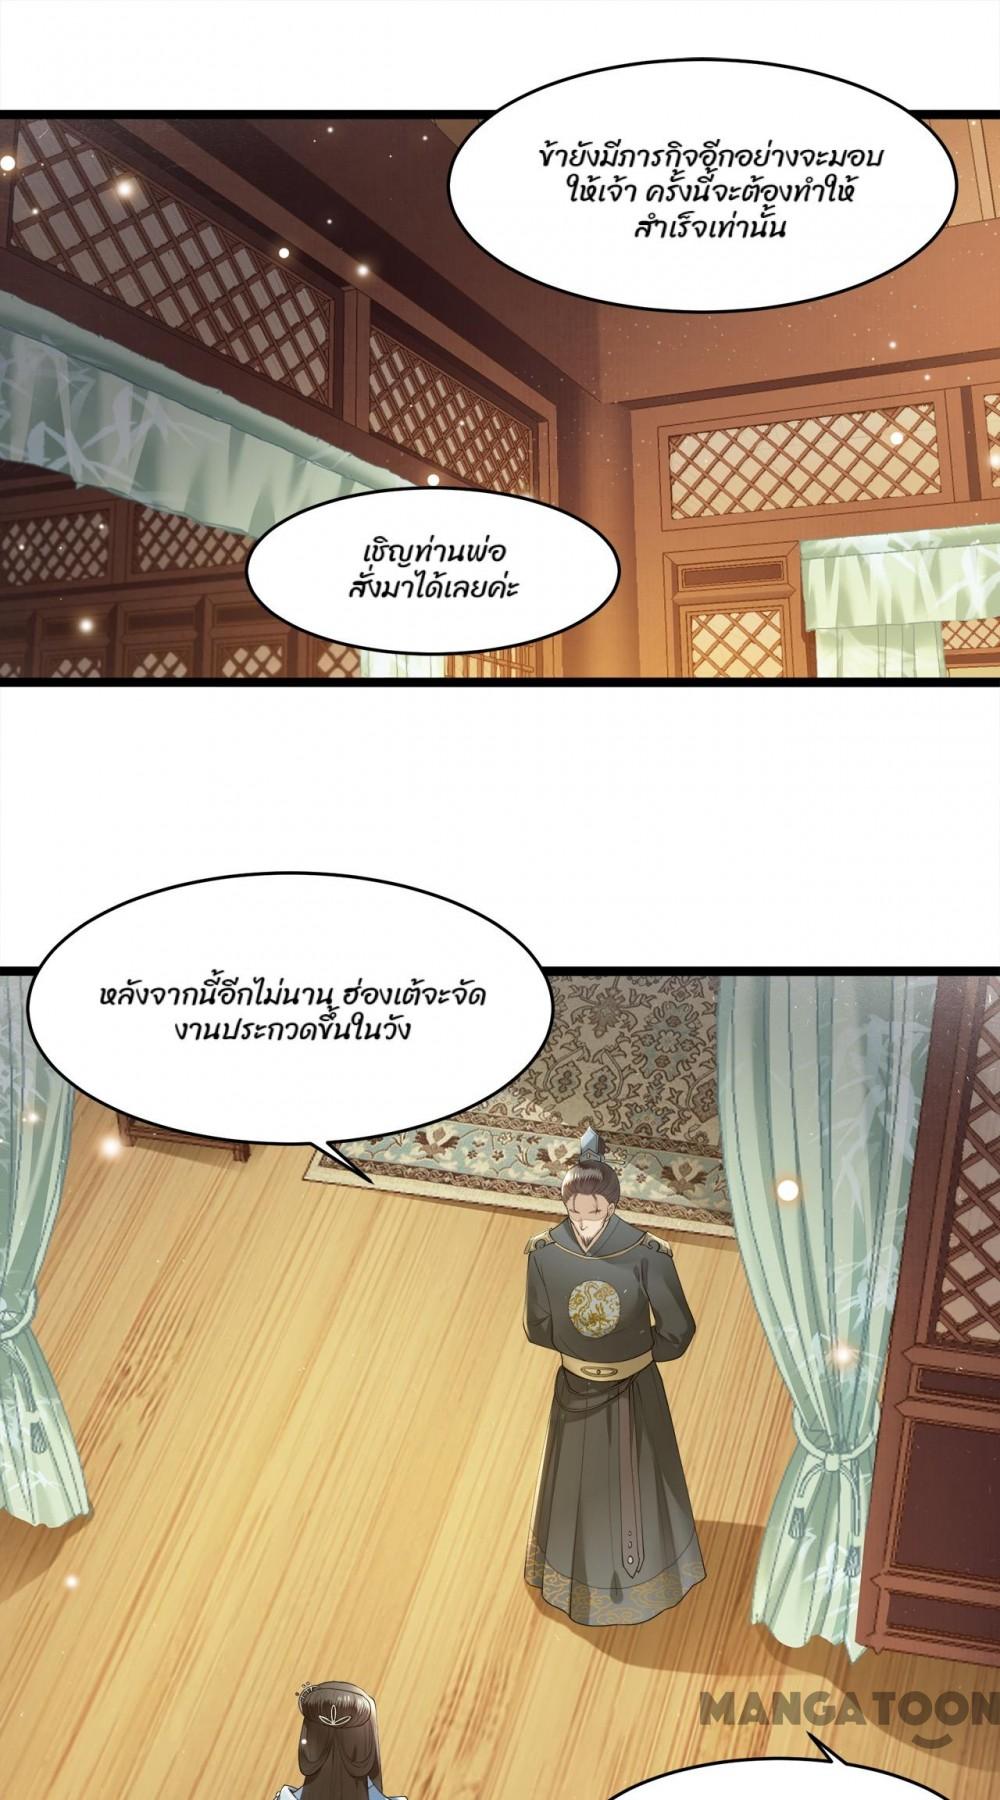 ข้ายังมีภารกิจอีกอย่างจะมอบ
ให้เจ้า ครั้งนี้จะต้องทำให้
สำเร็จเท่านั้น
เชิญท่านพ่อ
สั่งมาได้เลยค่ะ
หลังจากนี้อีกไม่นาน ฮ่องเต้จะจัด
งานประกวดขึ้นในวัง
MANGATOON